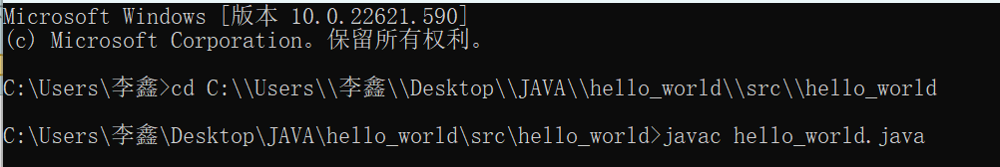 Microsoft Windows [版本 10.0.22621.590]
(c) Microsoft Corporation。保留所有权利。
C:\Users\李鑫>cd C:\\Users\\李鑫\\Desktop\\JAVA\\hello_world\\src\\hello_world
C:\Users\李鑫\Desktop\JAVA\hello_world\src\hello_world>javac hello_world.java